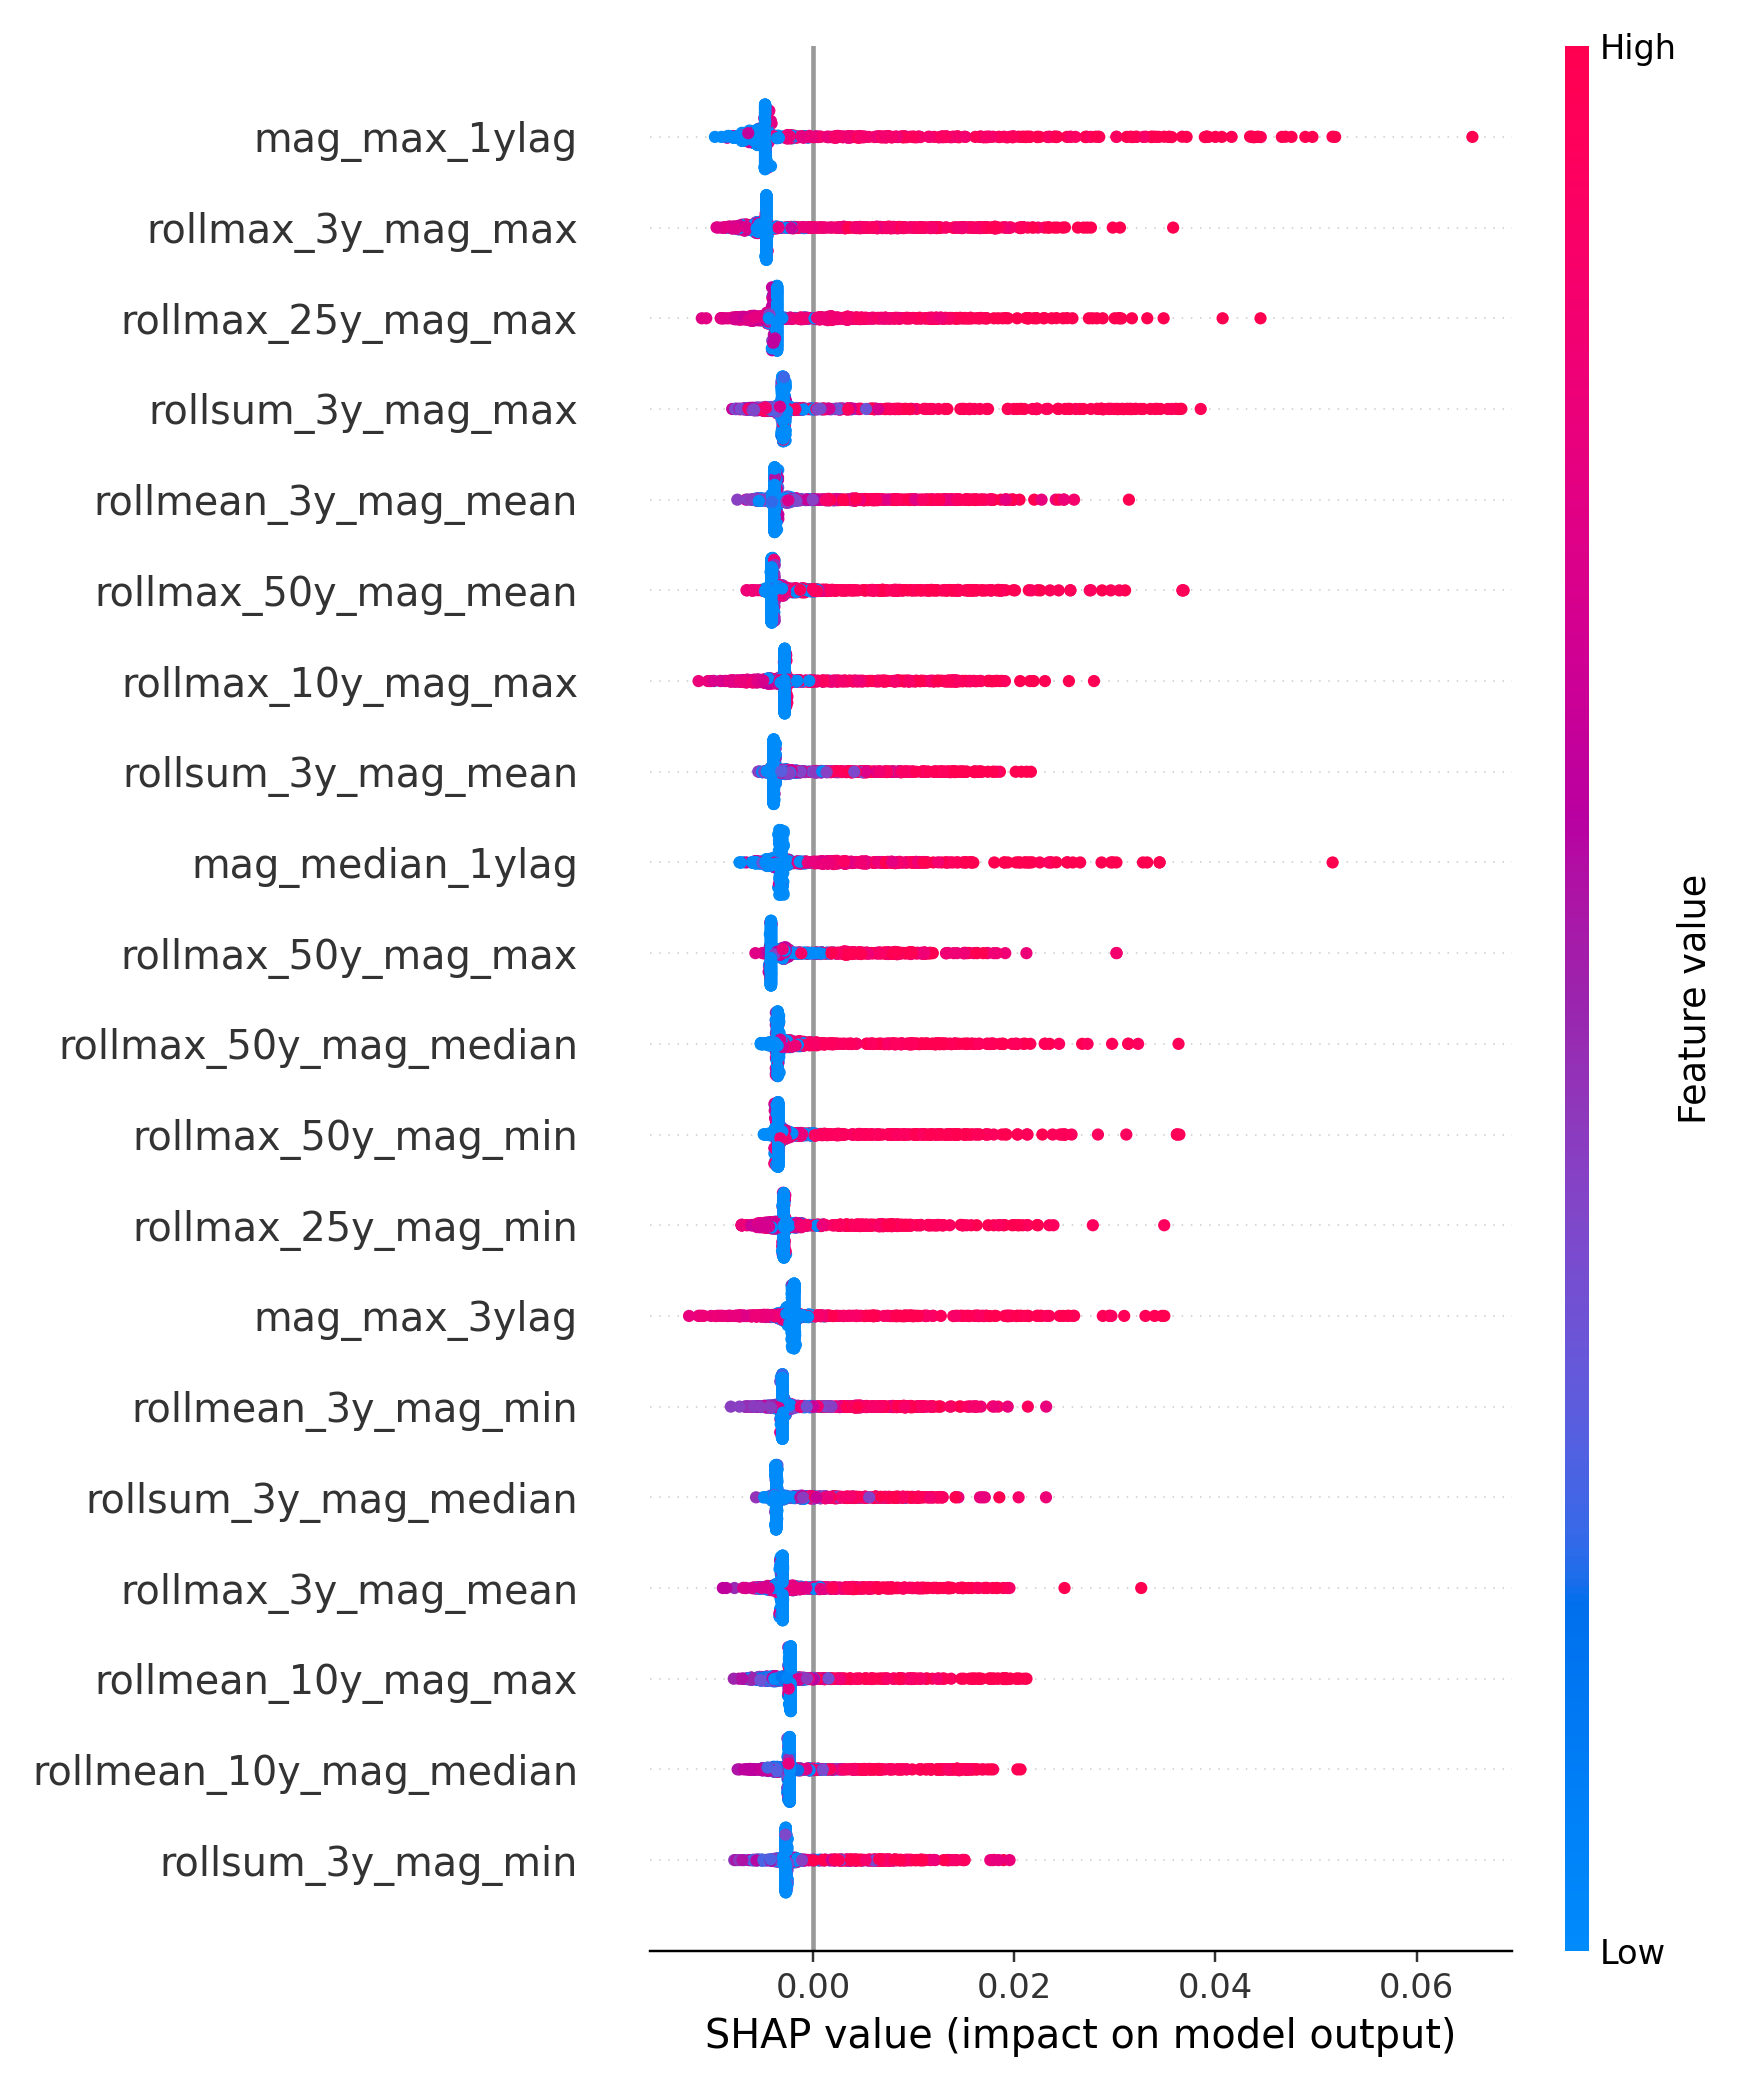 High
mag_max_1ylag
rollmax_3y_mag_max
rollmax_25y_mag_max
rollsum_3y_mag_max
rollmean_3y_mag_mean
rollmax_50y_mag_mean
rollmax_10y_mag_max
rollsum_3y_mag_mean
mag_median_1ylag
rollmax_50y_mag_max
rollmax_50y_mag_median
rollmax_50y_mag_min
rollmax_25y_mag_min
mag_max_3ylag
rollmean_3y_mag_min
rollsum_3y_mag_median
rollmax_3y_mag_mean
rollmean_10y_mag_max
rollmean_10y_mag_median
rollsum_3y_mag_min
Feature value
Low
0.00 0.02 0.04 0.06
SHAP value (impact on model output)